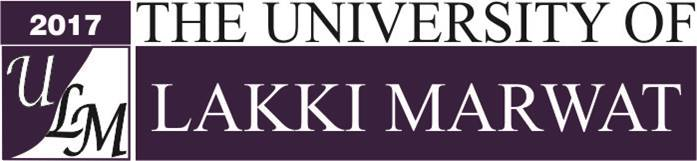 2017
THE UNIVERSITY OF
ULM
LAKKI MARWAT